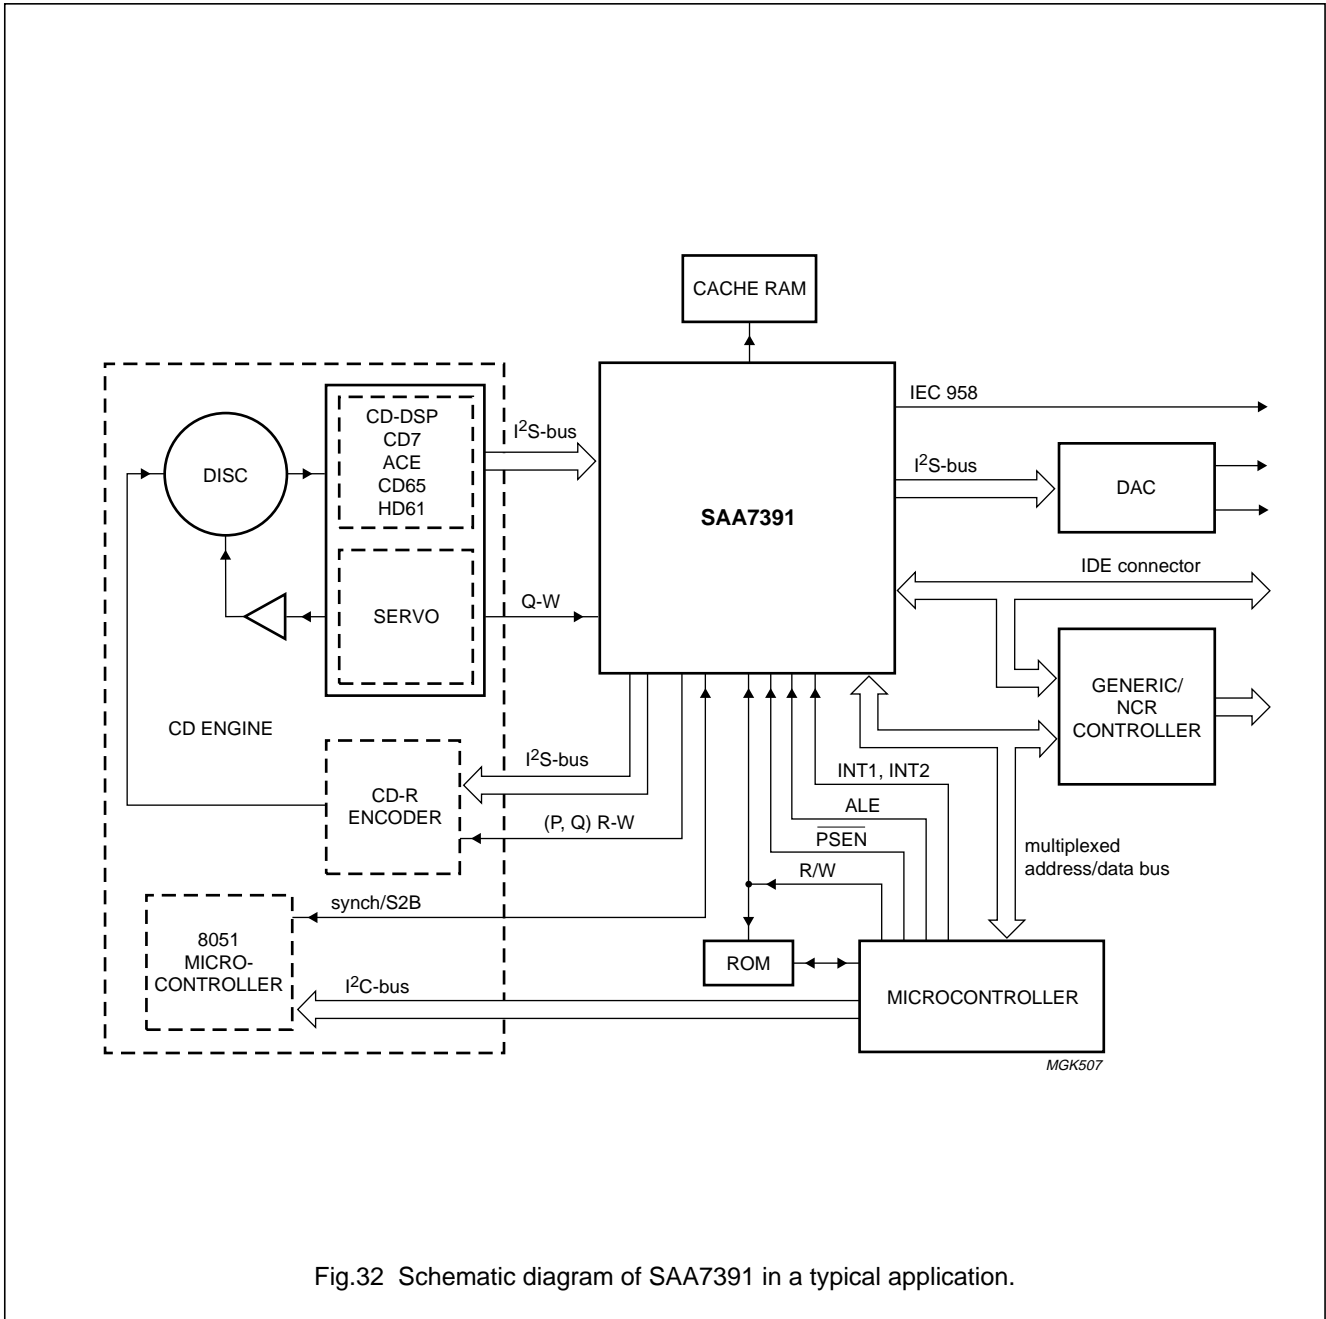 CACHE RAM
IEC 958
CD-DSP
CD7
ACE
CD65
HD61
I2S-bus
I2S-bus
DISC
DAC
SAA7391
IDE connector
Q-W
SERVO
GENERIC/
NCR
CONTROLLER
CD ENGINE
I2S-bus
INT1, INT2
CD-R
ENCODER
ALE
(P, Q) R-W
PSEN
multiplexed
address/data bus
R/W
synch/S2B
8051
MICRO-
CONTROLLER
ROM
I2C-bus
MICROCONTROLLER
MGK507
Fig.32 Schematic diagram of SAA7391 in a typical application.